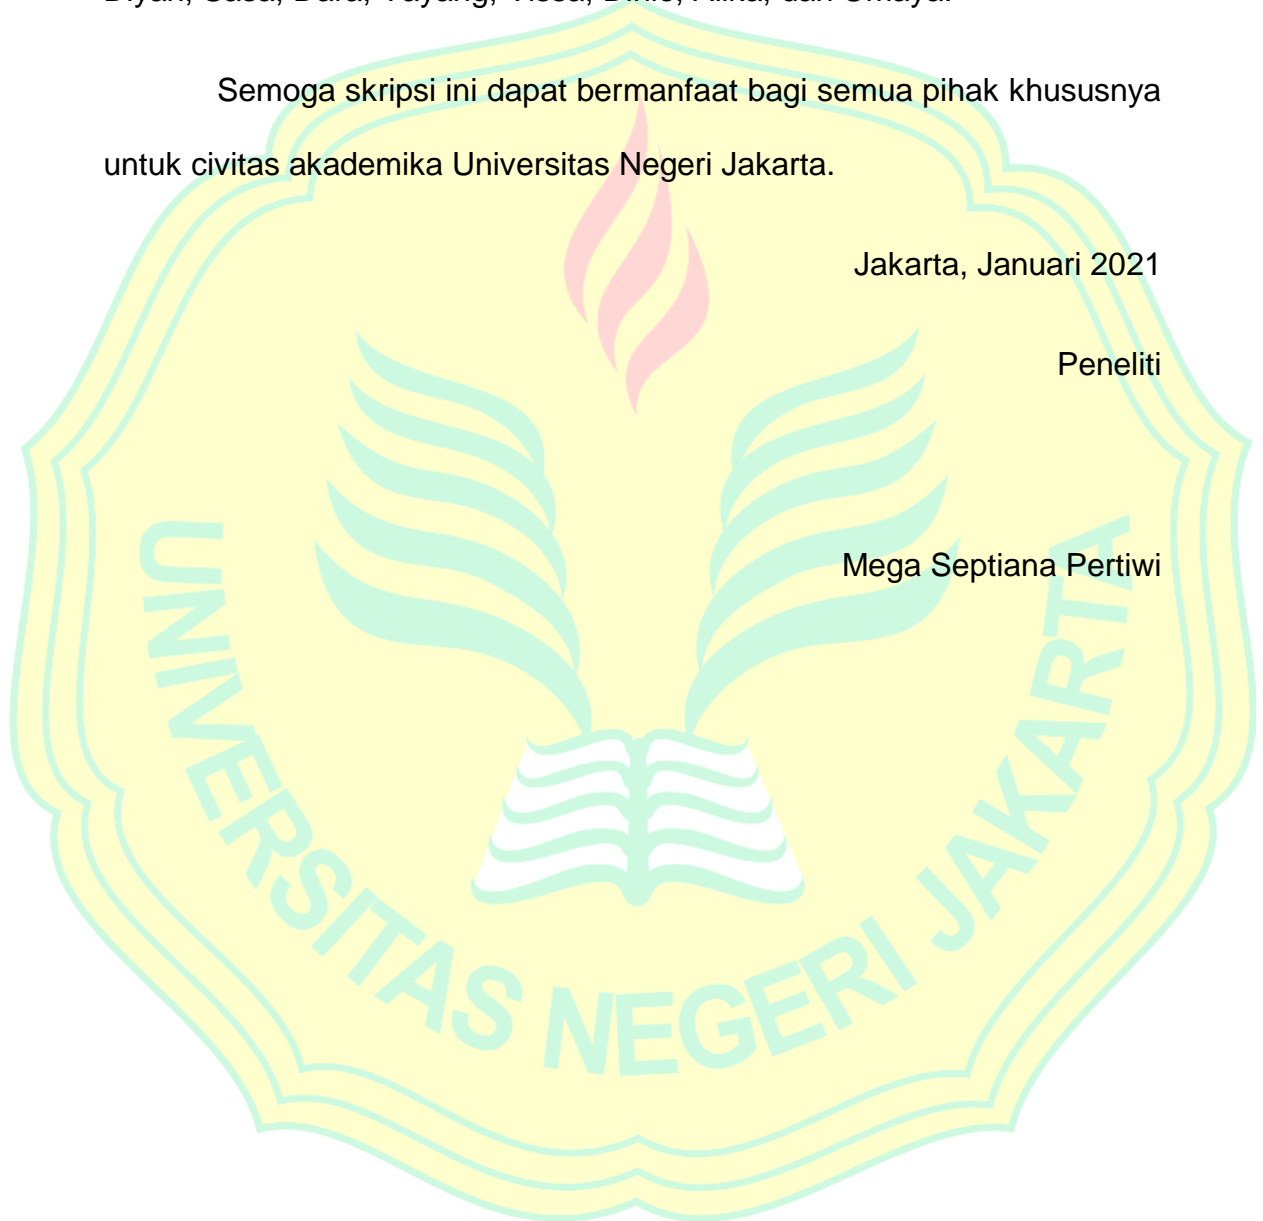 Semoga skripsi ini dapat bermanfaat bagi semua pihak khususnya
untuk civitas akademika Universitas Negeri Jakarta.
Jakarta, Januari 2021
Peneliti
Mega Septiana Pertiwi
UNIVERSITAS NEGERI JAKARTA